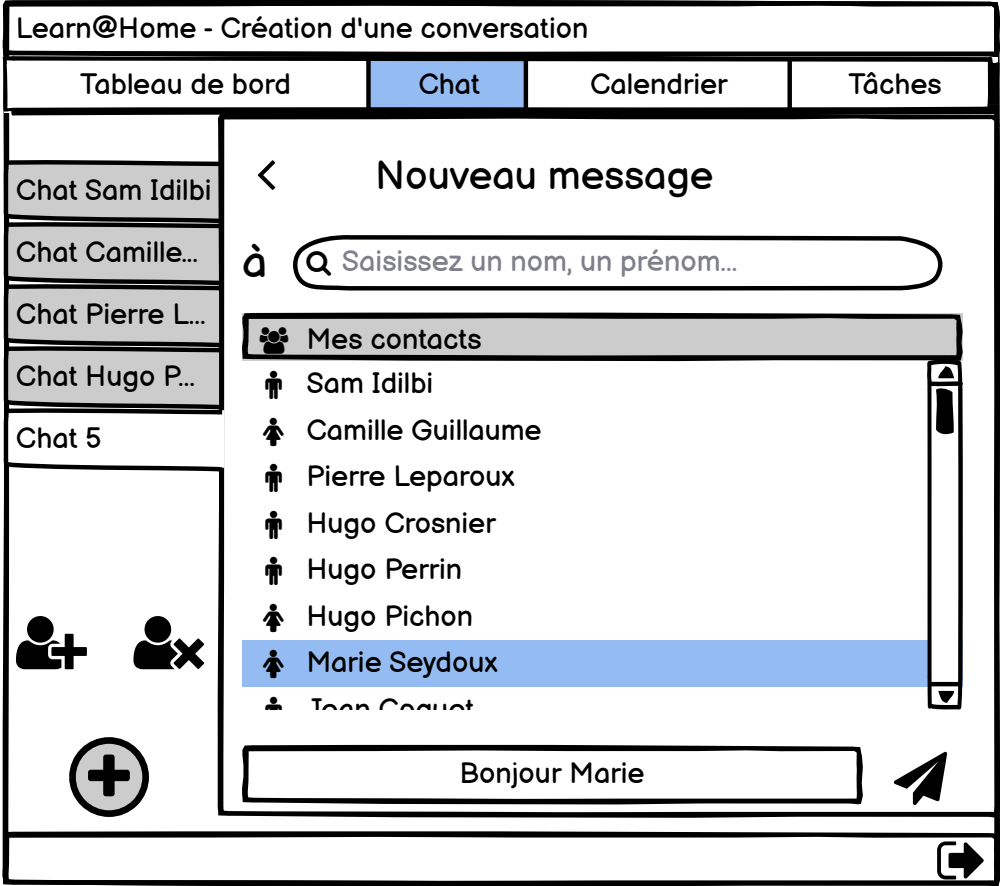 Learn@Home - Création d'une conversation
Tableau de bord
Chat
Calendrier
Tâches
Chat Sam Idilbi
Chat Camille...
Chat Pierre L...
Chat Hugo P...
Chat 5
Nouveau message
à
Saisissez un nom, un prénom...
Mes contacts
Sam Idilbi
Camille Guillaume
Pierre Leparoux
Hugo Crosnier
Hugo Perrin
Hugo Pichon
Marie Seydoux
Bonjour Marie